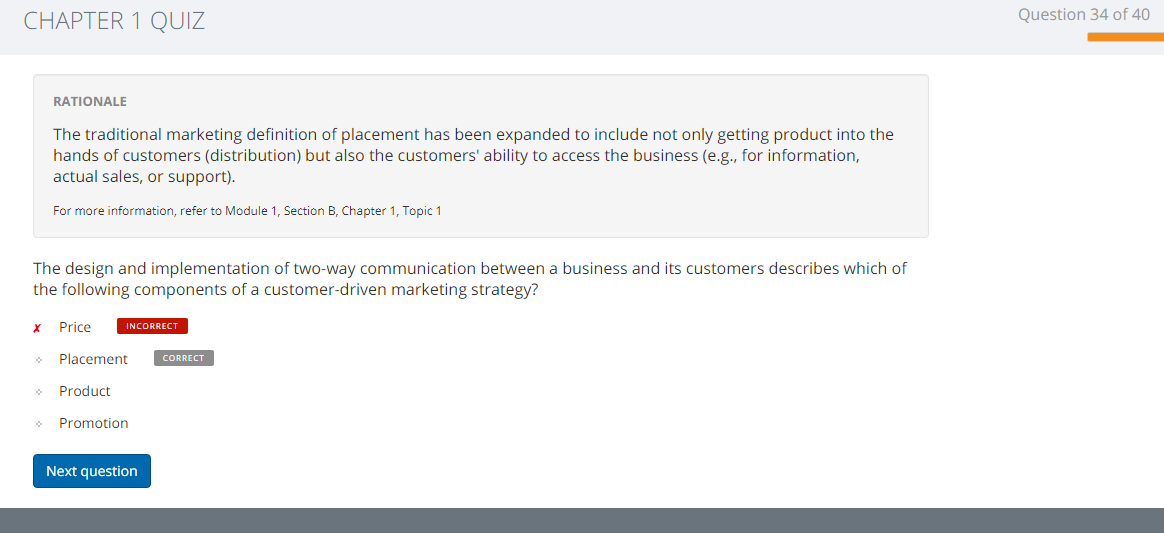 CHAPTER 1 QUIZ
Question 34 of 40
RATIONALE
The traditional marketing definition of placement has been expanded to include not only getting product into the
hands of customers (distribution) but also the customers' ability to access the business (e.g., for information,
actual sales, or support).
For more information, refer to Module 1, Section B, Chapter 1, Topic 1
The design and implementation of two-way communication between a business and its customers describes which of
the following components of a customer-driven marketing strategy?
✗ Price INCORRECT
Placement CORRECT
Product
Promotion
Next question